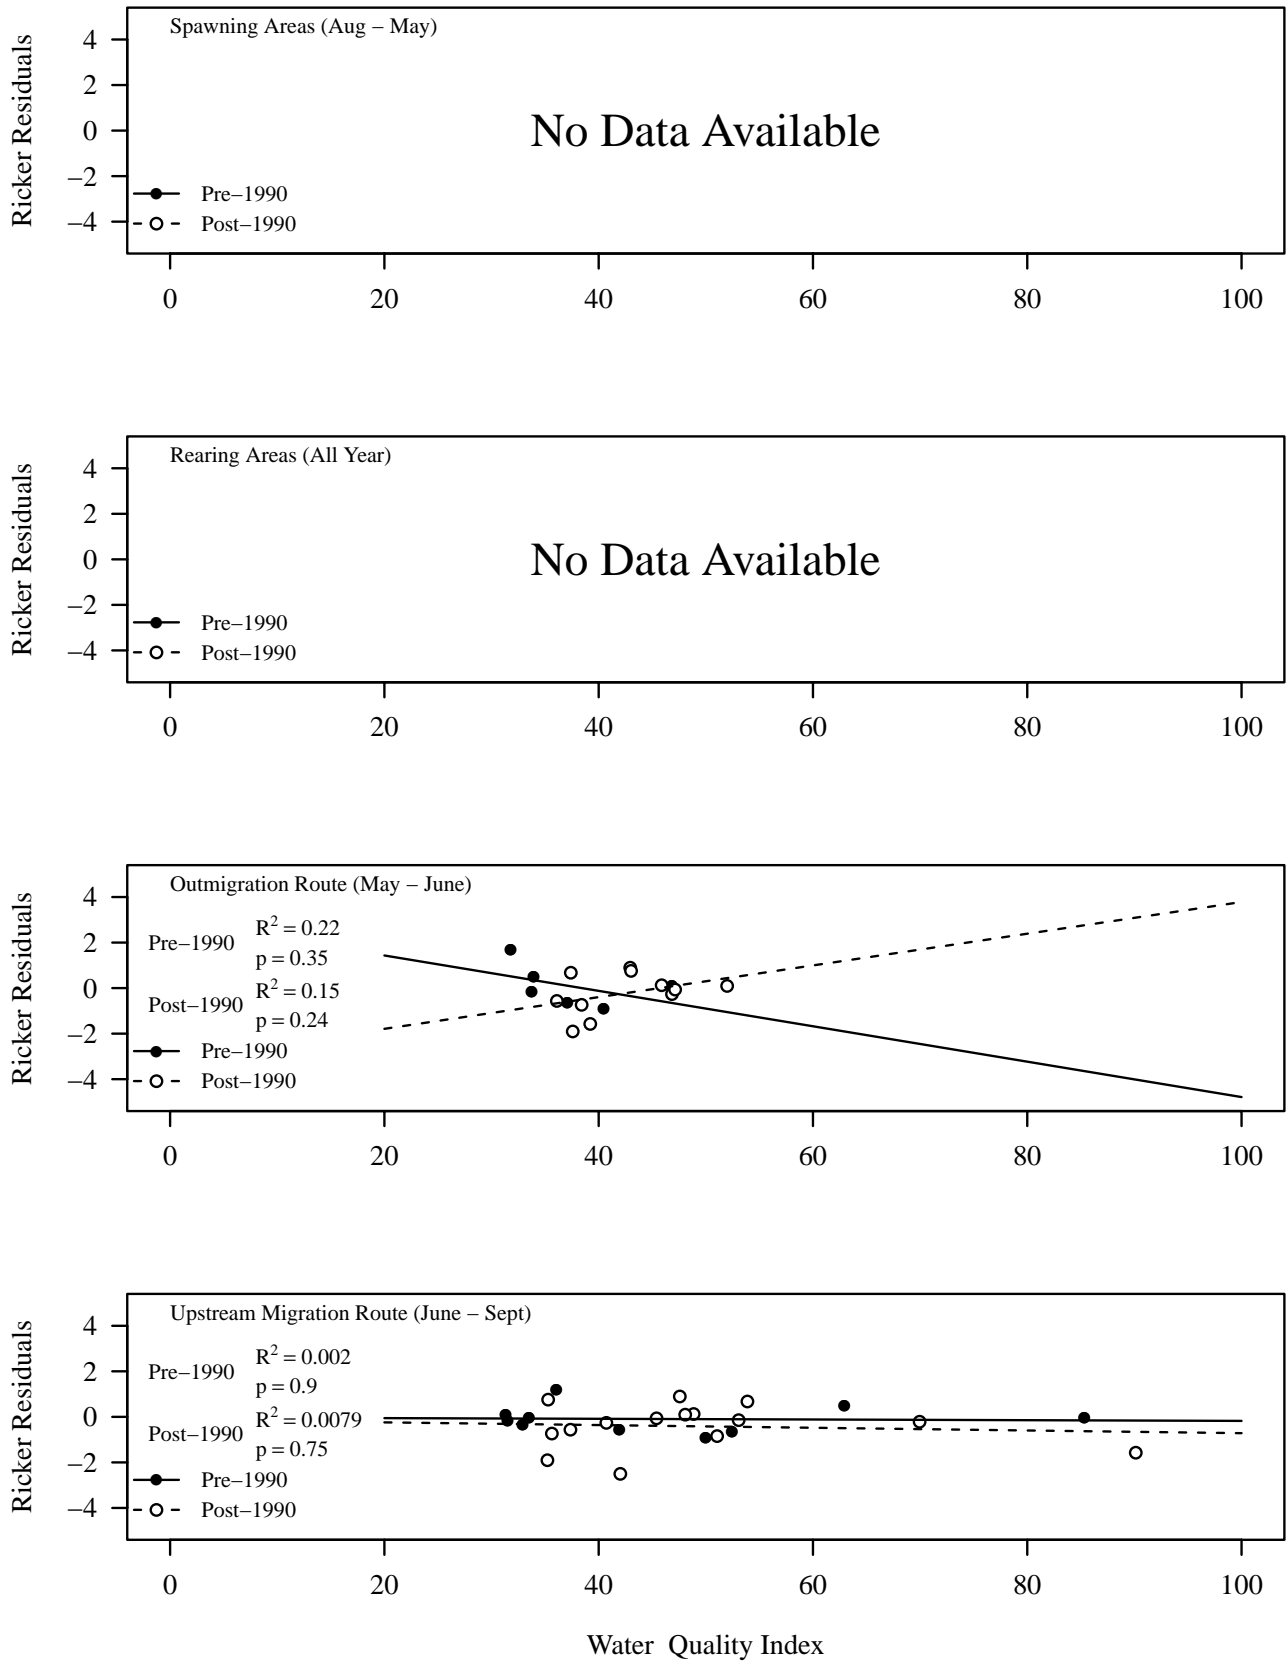 Spawning Areas (Aug – May)
Ricker Residuals
4
2
0
−2
−4
No Data Available
Pre−1990
Post−1990
0 20 40 60 80 100
Rearing Areas (All Year)
Ricker Residuals
4
2
0
−2
−4
No Data Available
Pre−1990
Post−1990
0 20 40 60 80 100
Outmigration Route (May – June)
Ricker Residuals
4
2
0
−2
−4
Pre−1990
R² = 0.22
p = 0.35
Post−1990
R² = 0.15
p = 0.24
Pre−1990
Post−1990
0 20 40 60 80 100
Upstream Migration Route (June – Sept)
Ricker Residuals
4
2
0
−2
−4
Pre−1990
R² = 0.002
p = 0.9
Post−1990
R² = 0.0079
p = 0.75
Pre−1990
Post−1990
0 20 40 60 80 100
Water Quality Index